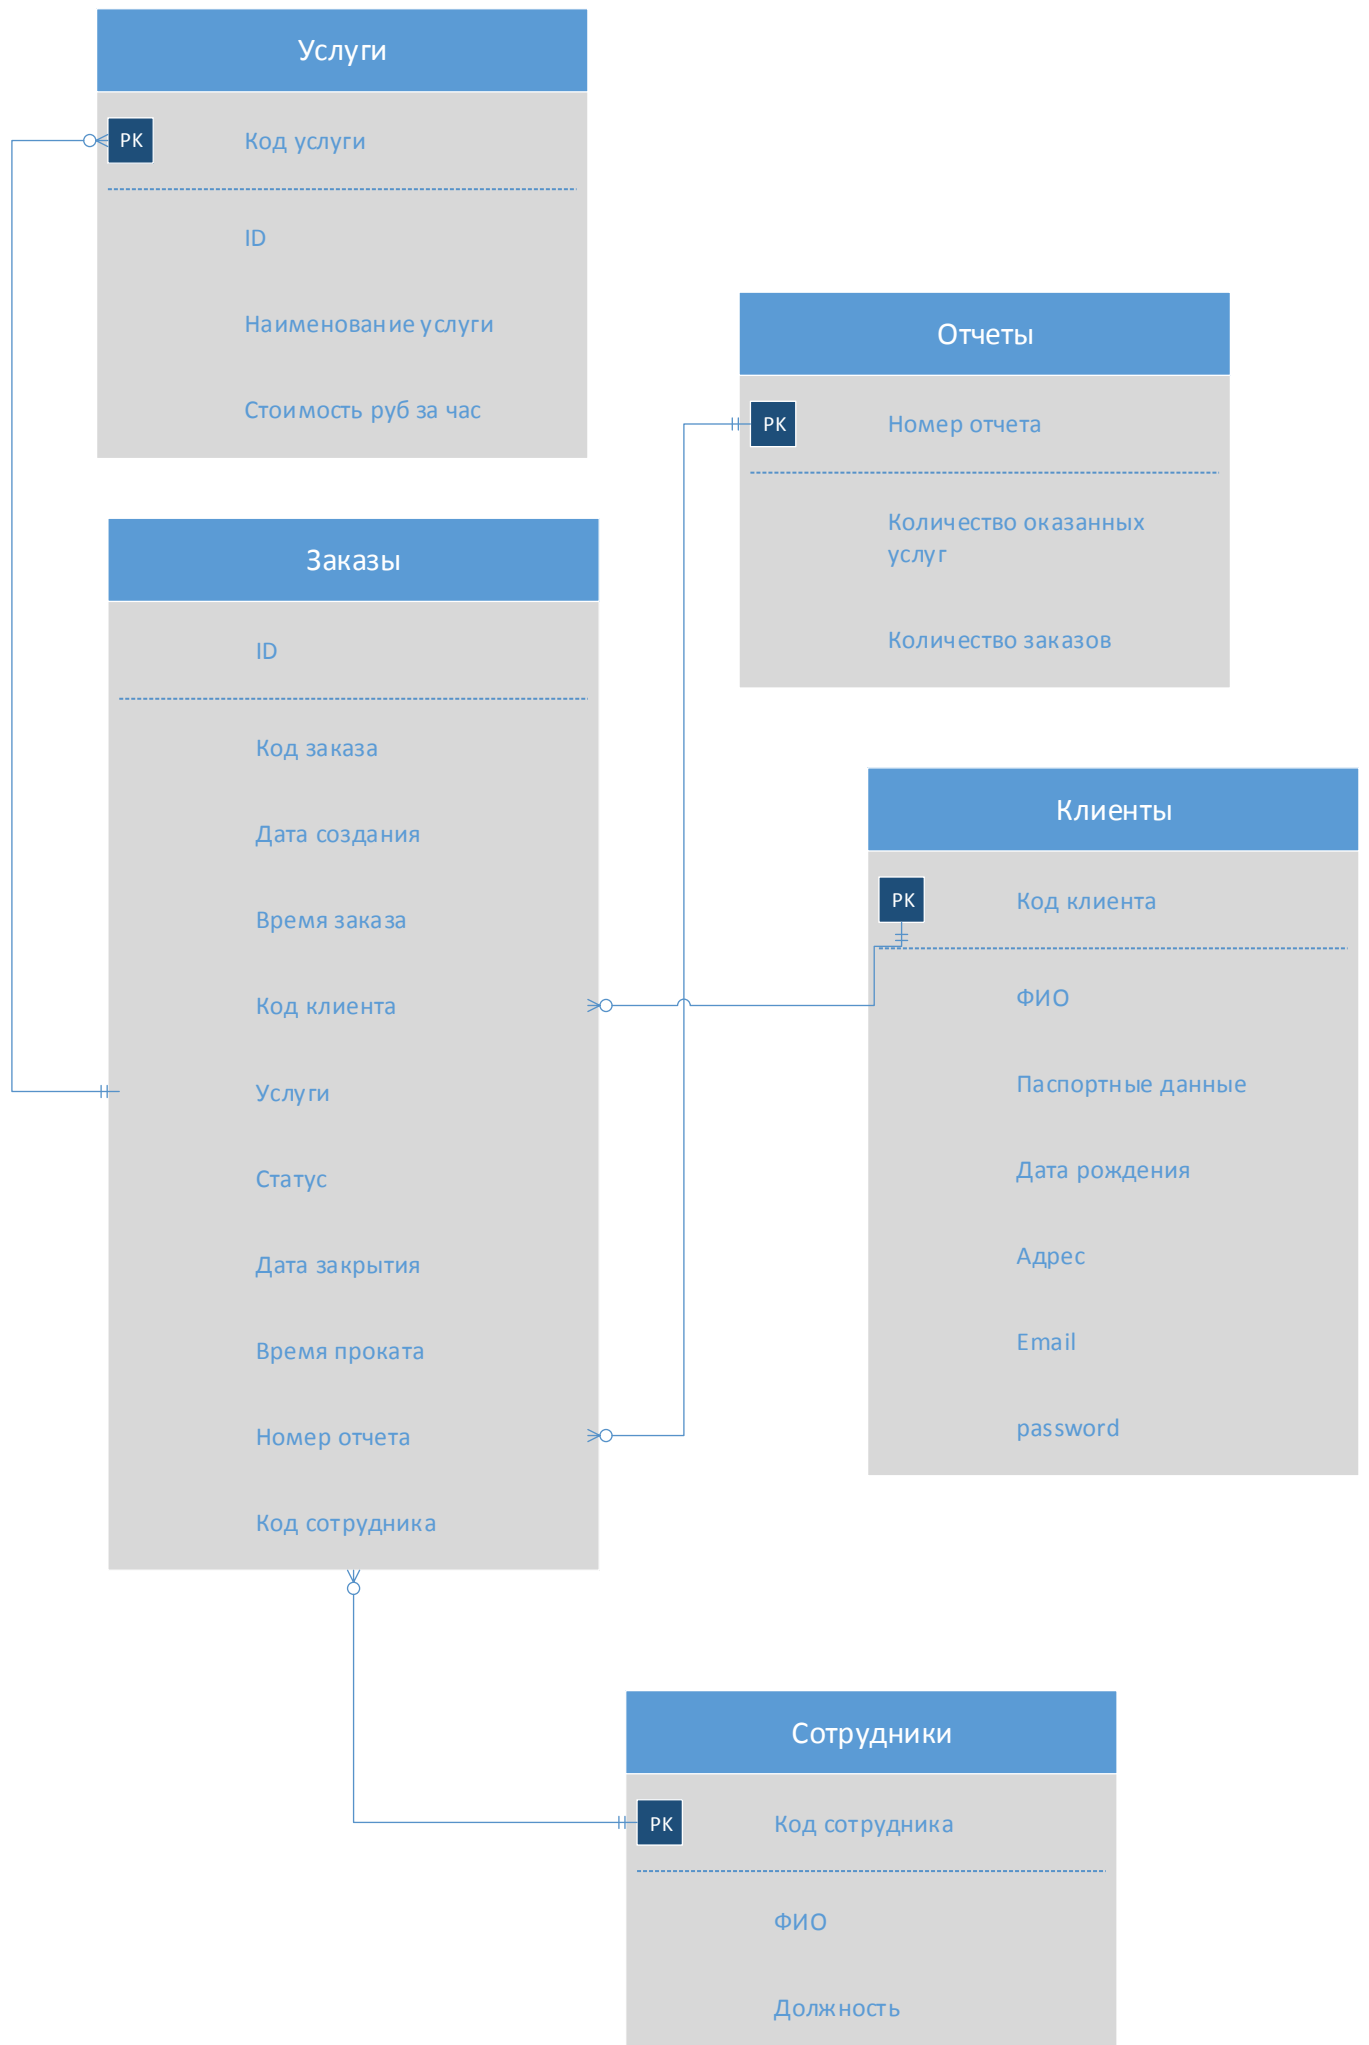 Услуги
PK
Код услуги
ID
Наименование услуги
Стоимость руб за час
Отчеты
PK
Номер отчета
Количество оказанных
услуг
Количество заказов
Заказы
ID
Код заказа
Дата создания
Время заказа
Код клиента
Услуги
Статус
Дата закрытия
Время проката
Номер отчета
Код сотрудника
Клиенты
PK
Код клиента
ФИО
Паспортные данные
Дата рождения
Адрес
Email
password
Сотрудники
PK
Код сотрудника
ФИО
Должность